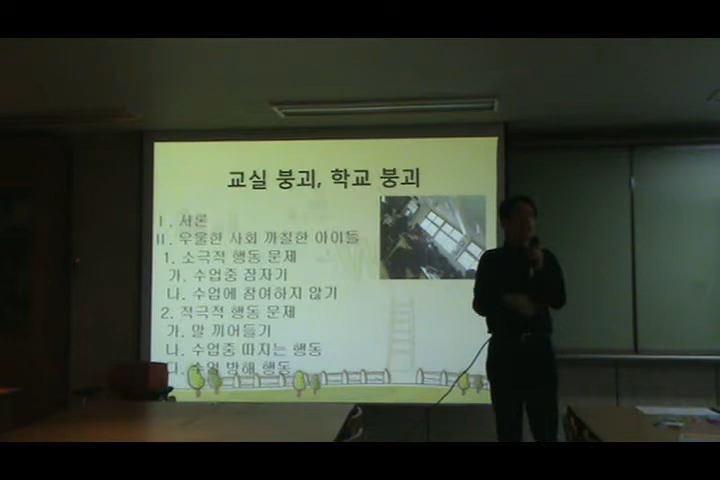 교실 붕괴, 학교 붕괴
Ⅰ. 서론
Ⅱ. 우울한 사회 까칠한 아이들
1. 소극적 행동 문제
가. 수업중 잠자기
나. 수업에 참여하지 않기
2. 적극적 행동 문제
가. 말 끼어들기
나. 수업중 따지는 행동
다. 수업 방해 행동